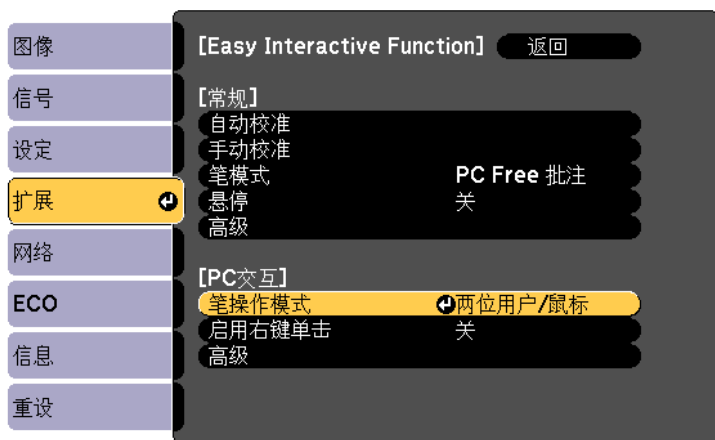 图像
信号
设定
扩展
网络
ECO
信息
重设
[Easy Interactive Function] 返回
[常规]
自动校准
手动校准
笔模式 PC Free 批注
悬停 关
高级
[PC交互]
笔操作模式 两位用户/鼠标
启用右键单击 关
高级